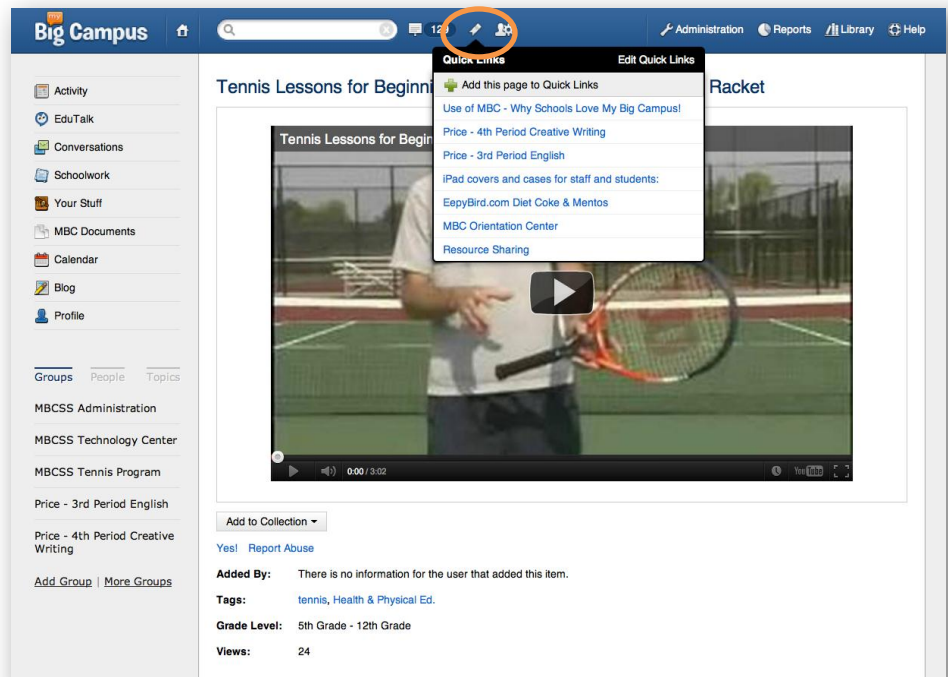 my
Big Campus
129
Administration
Reports
Library
Help
Quick Links
Edit Quick Links
Add this page to Quick Links
Use of MBC - Why Schools Love My Big Campus!
Price - 4th Period Creative Writing
Price - 3rd Period English
iPad covers and cases for staff and students:
EepyBird.com Diet Coke & Mentos
MBC Orientation Center
Resource Sharing
Activity
EduTalk
Conversations
Schoolwork
Your Stuff
MBC Documents
Calendar
Blog
Profile
Groups People Topics
MBCSS Administration
MBCSS Technology Center
MBCSS Tennis Program
Price - 3rd Period English
Price - 4th Period Creative
Writing
Add Group | More Groups
Tennis Lessons for Beginni Racket
Tennis Lessons for Begin
0:00 / 3:02
YouTube
Add to Collection
Yes! Report Abuse
Added By: There is no information for the user that added this item.
Tags: tennis, Health & Physical Ed.
Grade Level: 5th Grade - 12th Grade
Views: 24